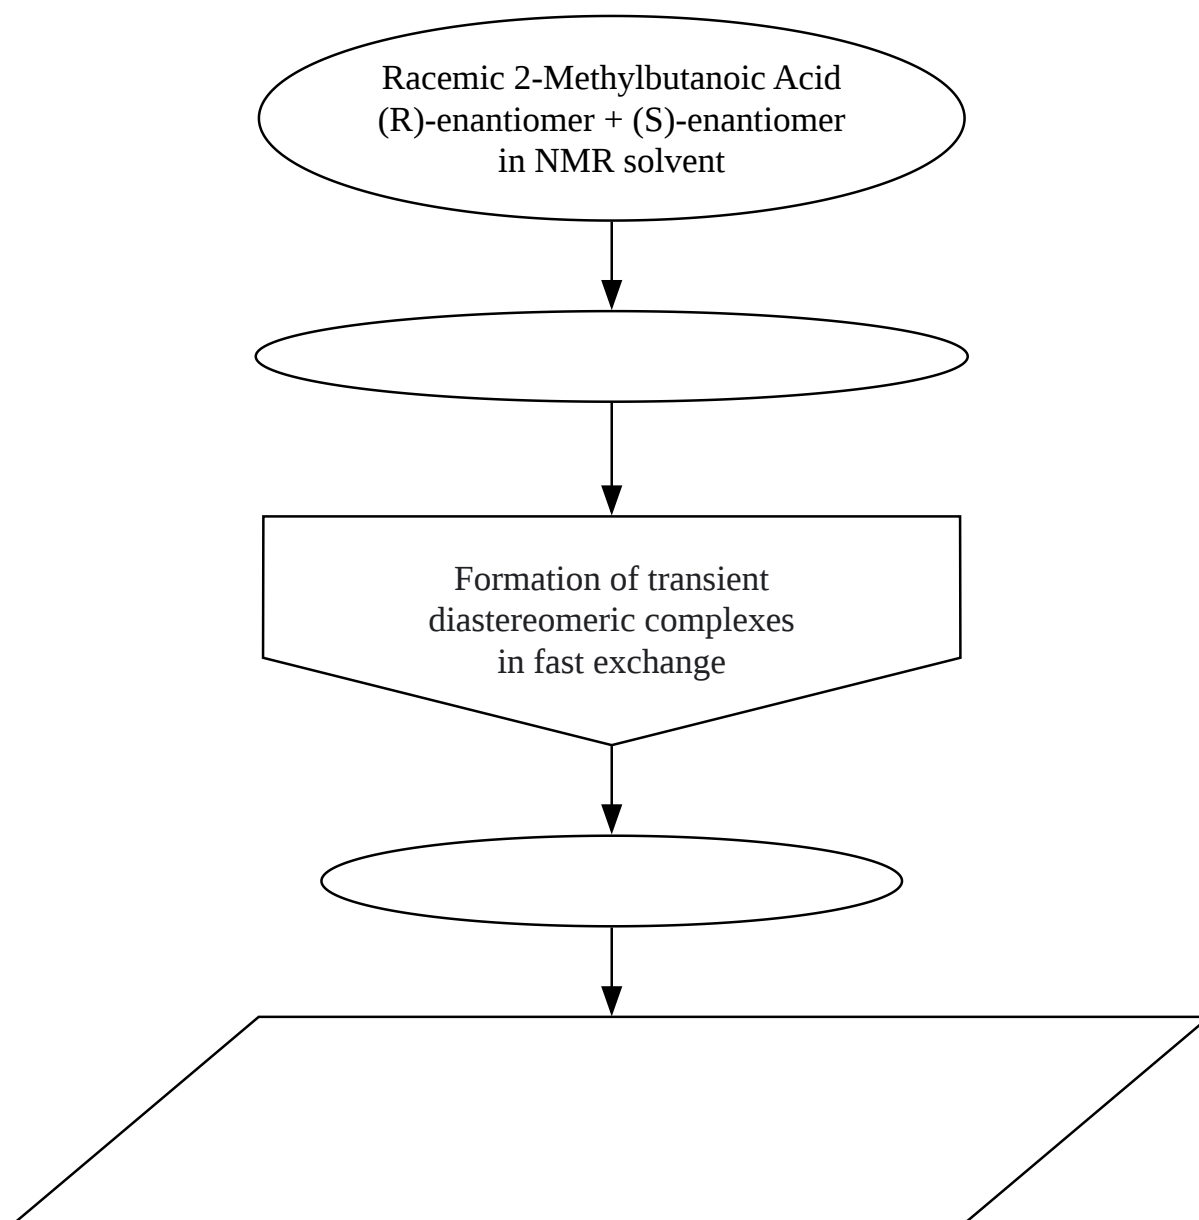 Racemic 2-Methylbutanoic Acid
(R)-enantiomer + (S)-enantiomer
in NMR solvent
Formation of transient
diastereomeric complexes
in fast exchange